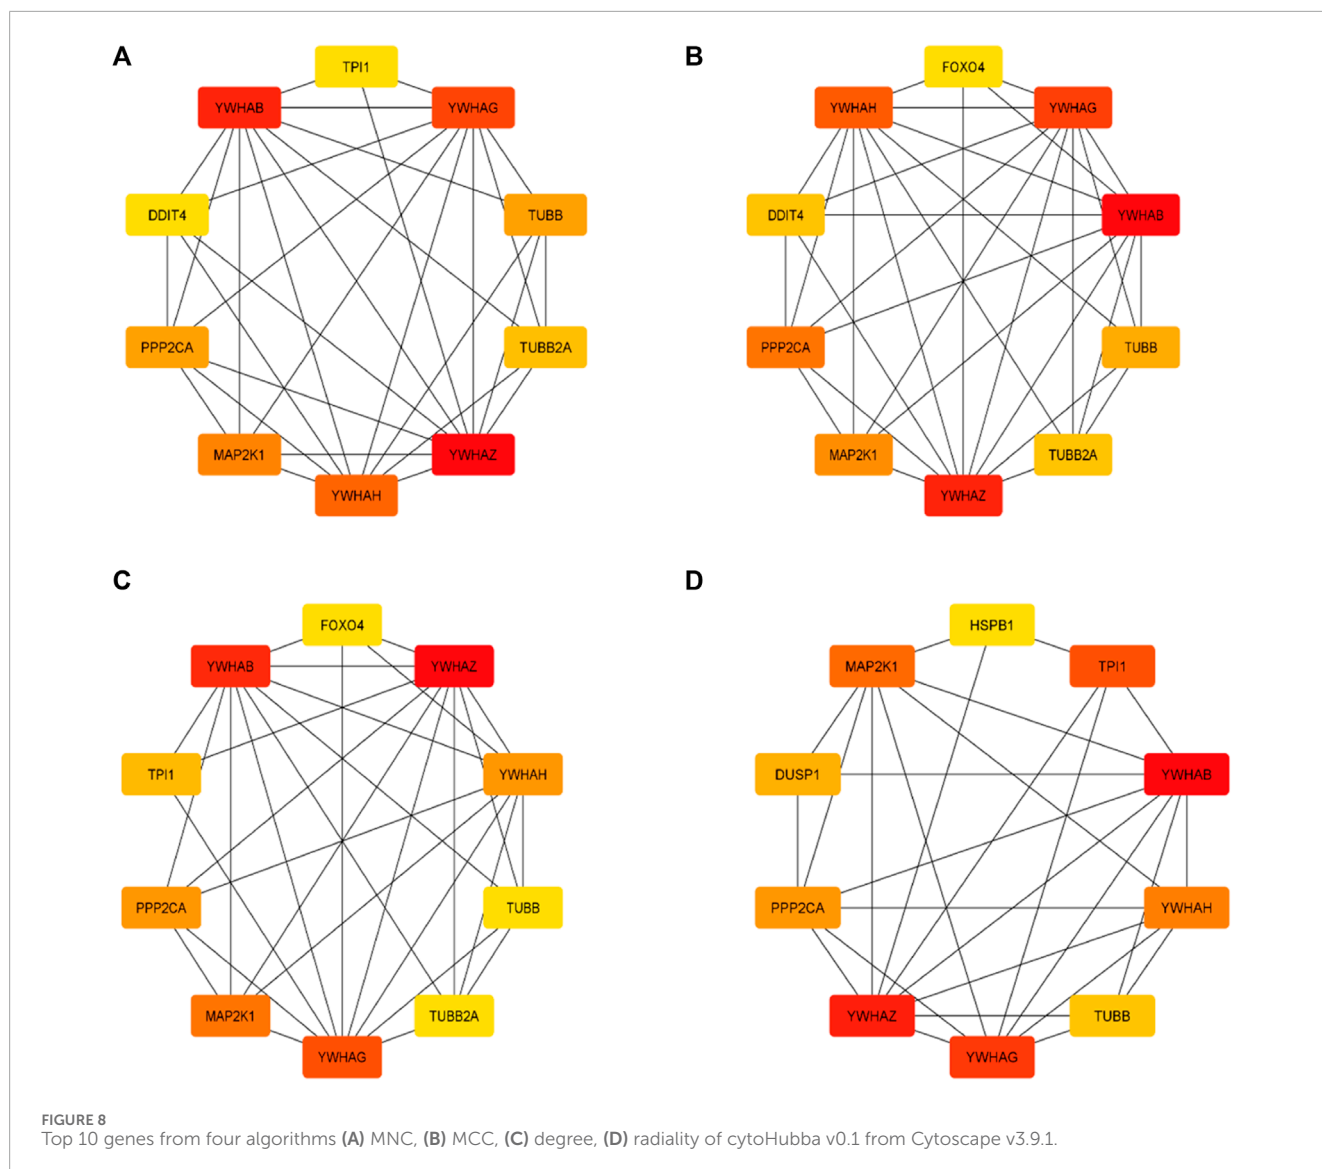 A
TPI1
YWHAB
YWHAG
DDIT4
TUBB
PPP2CA
TUBB2A
MAP2K1
YWHAZ
YWHAH
B
FOXO4
YWHAH
YWHAG
DDIT4
YWHAB
PPP2CA
TUBB
MAP2K1
TUBB2A
YWHAZ
C
FOXO4
YWHAB
YWHAZ
TPI1
YWHAH
PPP2CA
TUBB
MAP2K1
TUBB2A
YWHAG
D
HSPB1
MAP2K1
TPI1
DUSP1
YWHAB
PPP2CA
YWHAH
YWHAZ
TUBB
YWHAG
FIGURE 8
Top 10 genes from four algorithms (A) MNC, (B) MCC, (C) degree, (D) radiality of cytoHubba v0.1 from Cytoscape v3.9.1.